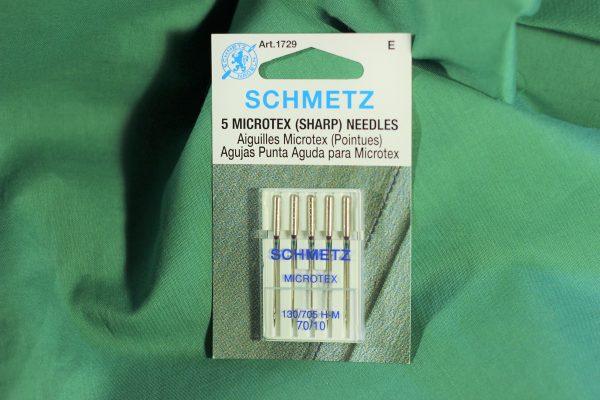 Art.1729
E
SCHMETZ
SCHMETZ
5 MICROTEX (SHARP) NEEDLES
Aiguilles Microtex (Pointues)
Agujas Punta Aguda para Microtex
SCHMETZ
MICROTEX
130/705 H-M
70/10